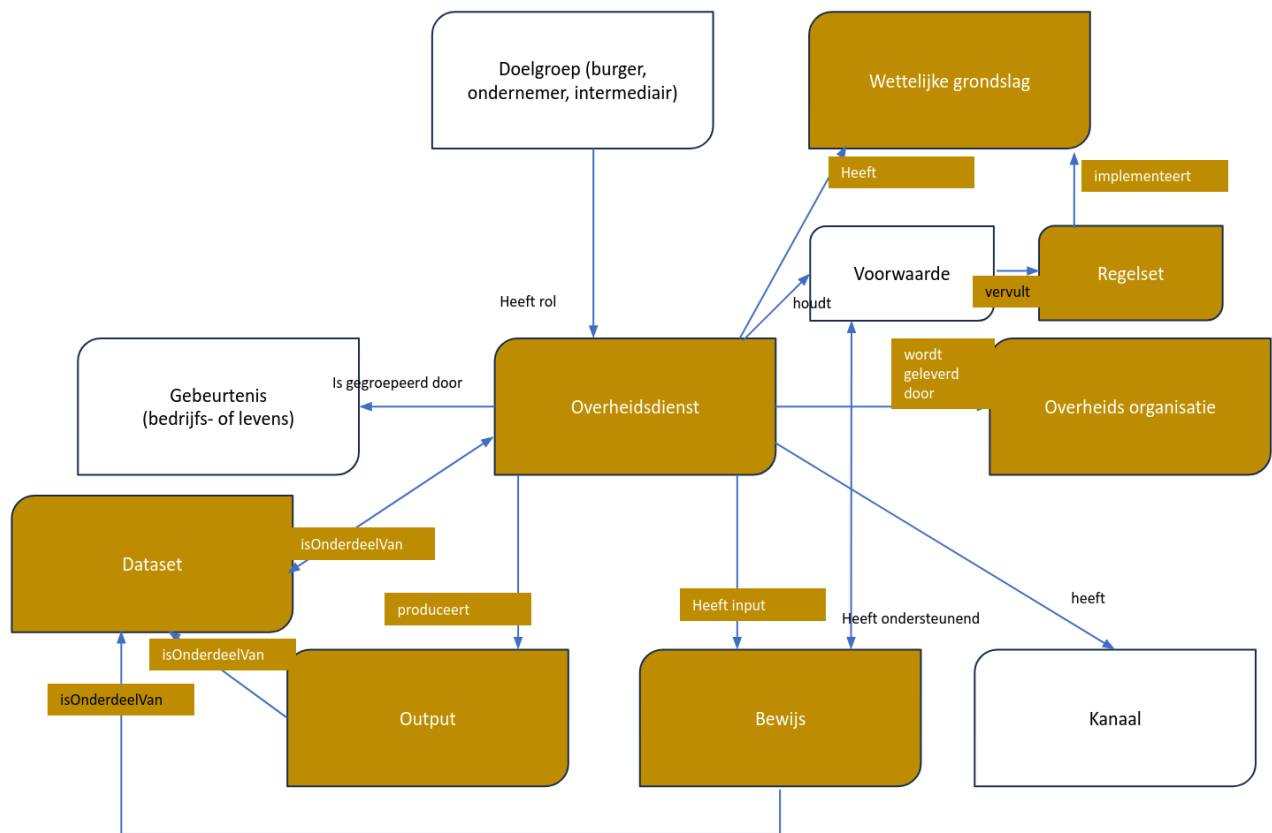 Doelgroep (burger,
ondernemer, intermediair)
Wettelijke grondslag
Heeft
implementeert
Voorwaarde
Regelset
vervult
houdt
Heeft rol
wordt
geleverd
door
Gebeurtenis
(bedrijfs- of levens)
Is gegroepeerd door
Overheidsdienst
Overheids organisatie
isOnderdeelVan
Dataset
produceert
Heeft input
heeft
Heeft ondersteunend
isOnderdeelVan
isOnderdeelVan
Output
Bewijs
Kanaal